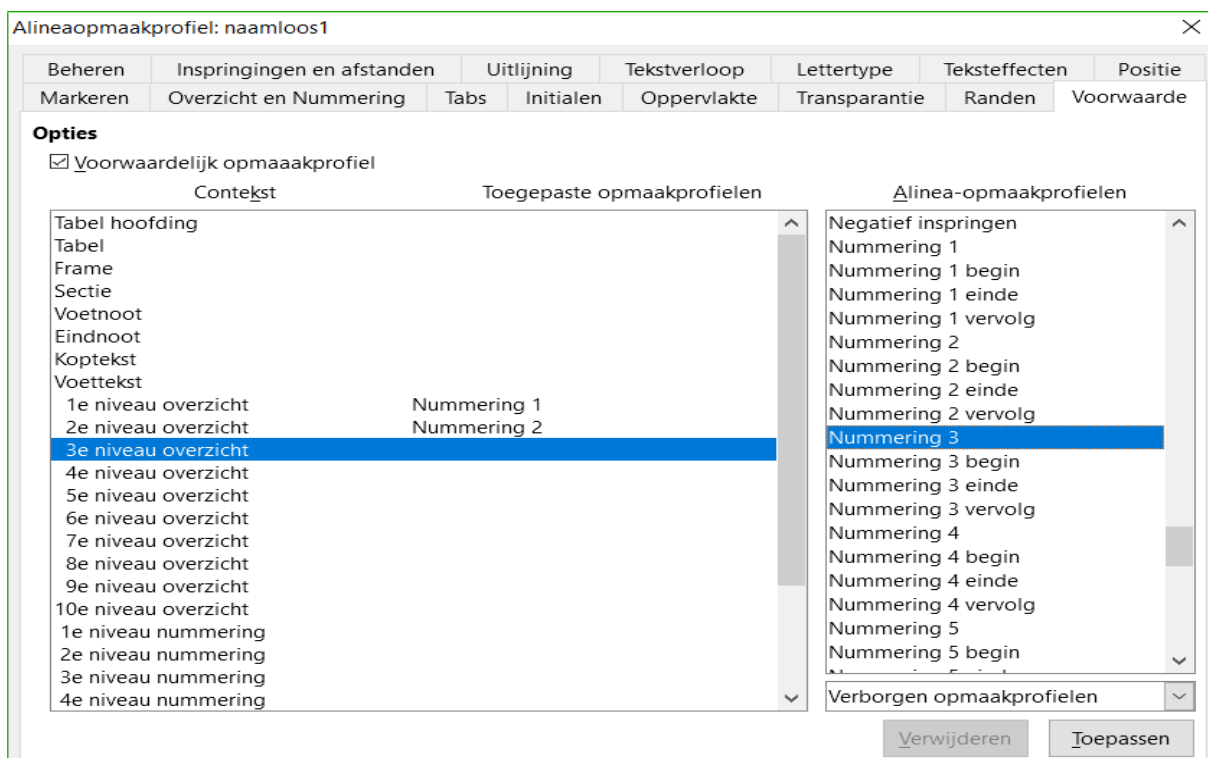 Alineaopmaakprofiel: naamloos1
Beheren Inspringingen en afstanden Uitlijning Tekstverloop Lettertype Teksteffecten Positie
Markeren Overzicht en Nummering Tabs Initialen Oppervlakte Transparantie Randen Voorwaarde
Opties
Voorwaardelijk opmaaakprofiel
Contekst Toegepaste opmaakprofielen Alinea-opmaakprofielen
Tabel hoofding
Tabel
Frame
Sectie
Voetnoot
Eindnoot
Koptekst
Voettekst
1e niveau overzicht Nummering 1
2e niveau overzicht Nummering 2
3e niveau overzicht
4e niveau overzicht
5e niveau overzicht
6e niveau overzicht
7e niveau overzicht
8e niveau overzicht
9e niveau overzicht
10e niveau overzicht
1e niveau nummering
2e niveau nummering
3e niveau nummering
4e niveau nummering
Negatief inspringen
Nummering 1
Nummering 1 begin
Nummering 1 einde
Nummering 1 vervolg
Nummering 2
Nummering 2 begin
Nummering 2 einde
Nummering 2 vervolg
Nummering 3
Nummering 3 begin
Nummering 3 einde
Nummering 3 vervolg
Nummering 4
Nummering 4 begin
Nummering 4 einde
Nummering 4 vervolg
Nummering 5
Nummering 5 begin
Verborgen opmaakprofielen
Verwijderen Toepassen